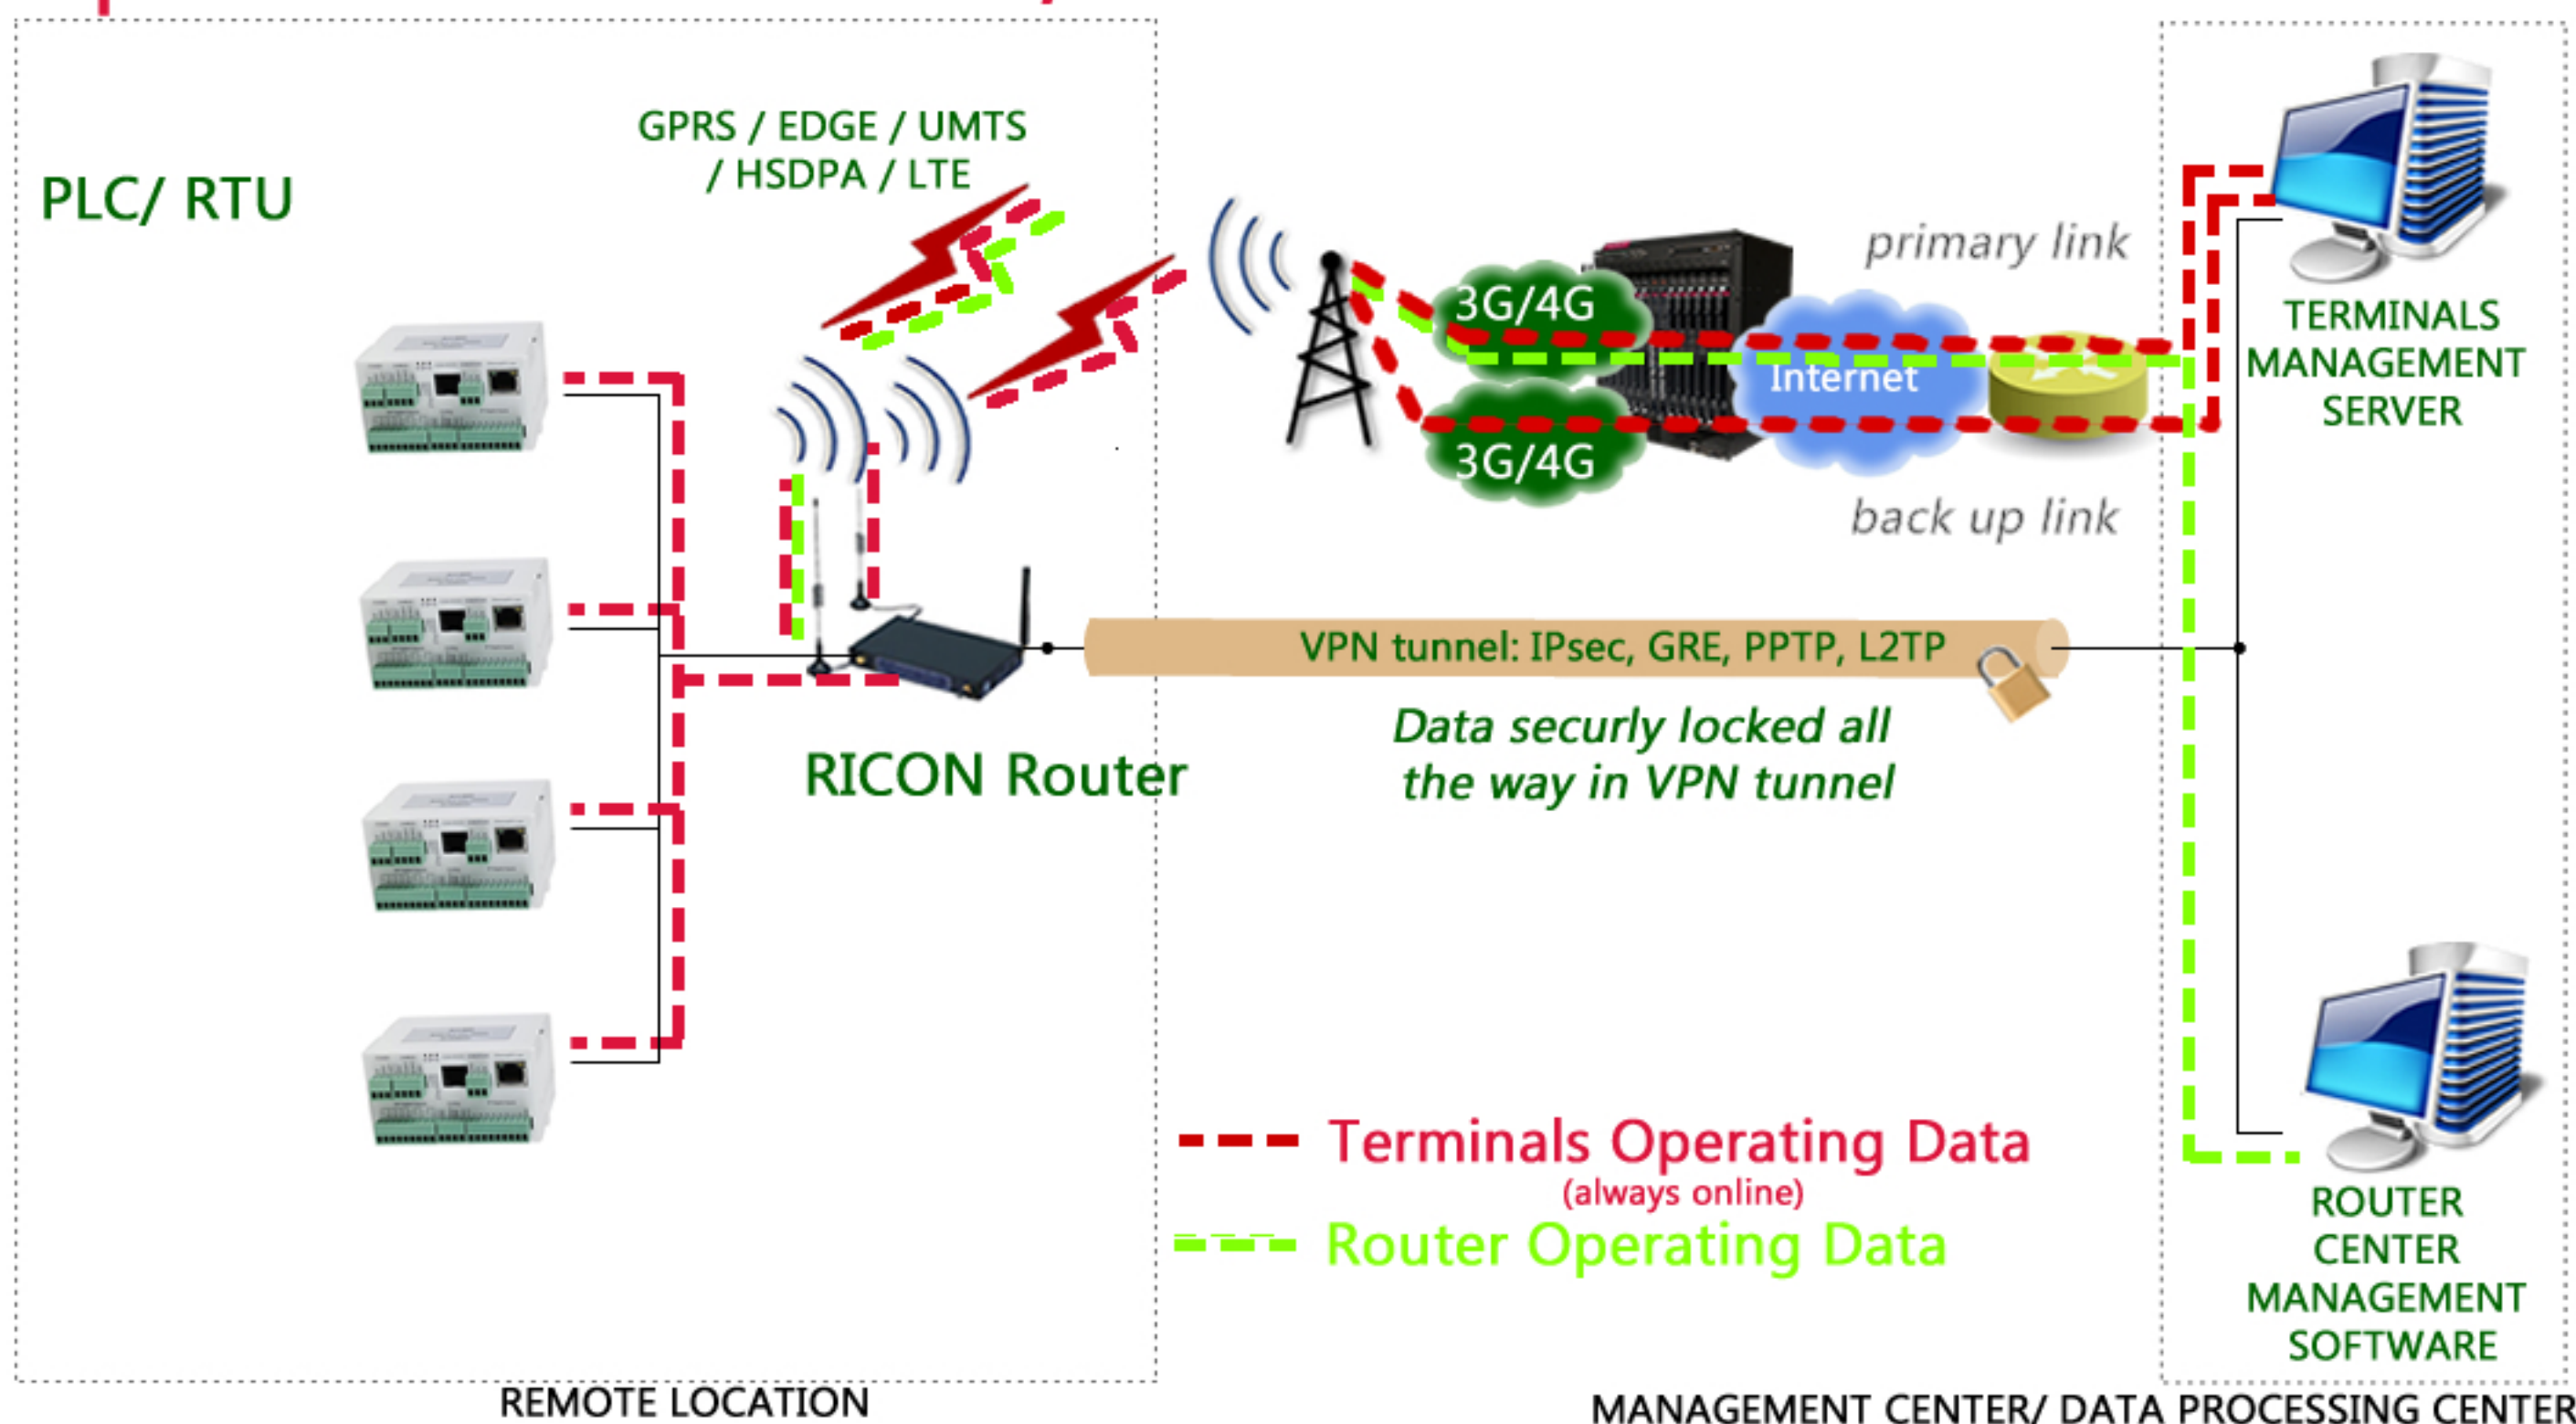 GPRS / EDGE / UMTS
/ HSDPA / LTE
PLC/ RTU
3G/4G
3G/4G
Internet
primary link
back up link
TERMINALS
MANAGEMENT
SERVER
VPN tunnel: IPsec, GRE, PPTP, L2TP
Data securly locked all
the way in VPN tunnel
RICON Router
Terminals Operating Data
(always online)
Router Operating Data
ROUTER
CENTER
MANAGEMENT
SOFTWARE
REMOTE LOCATION
MANAGEMENT CENTER/ DATA PROCESSING CENTER